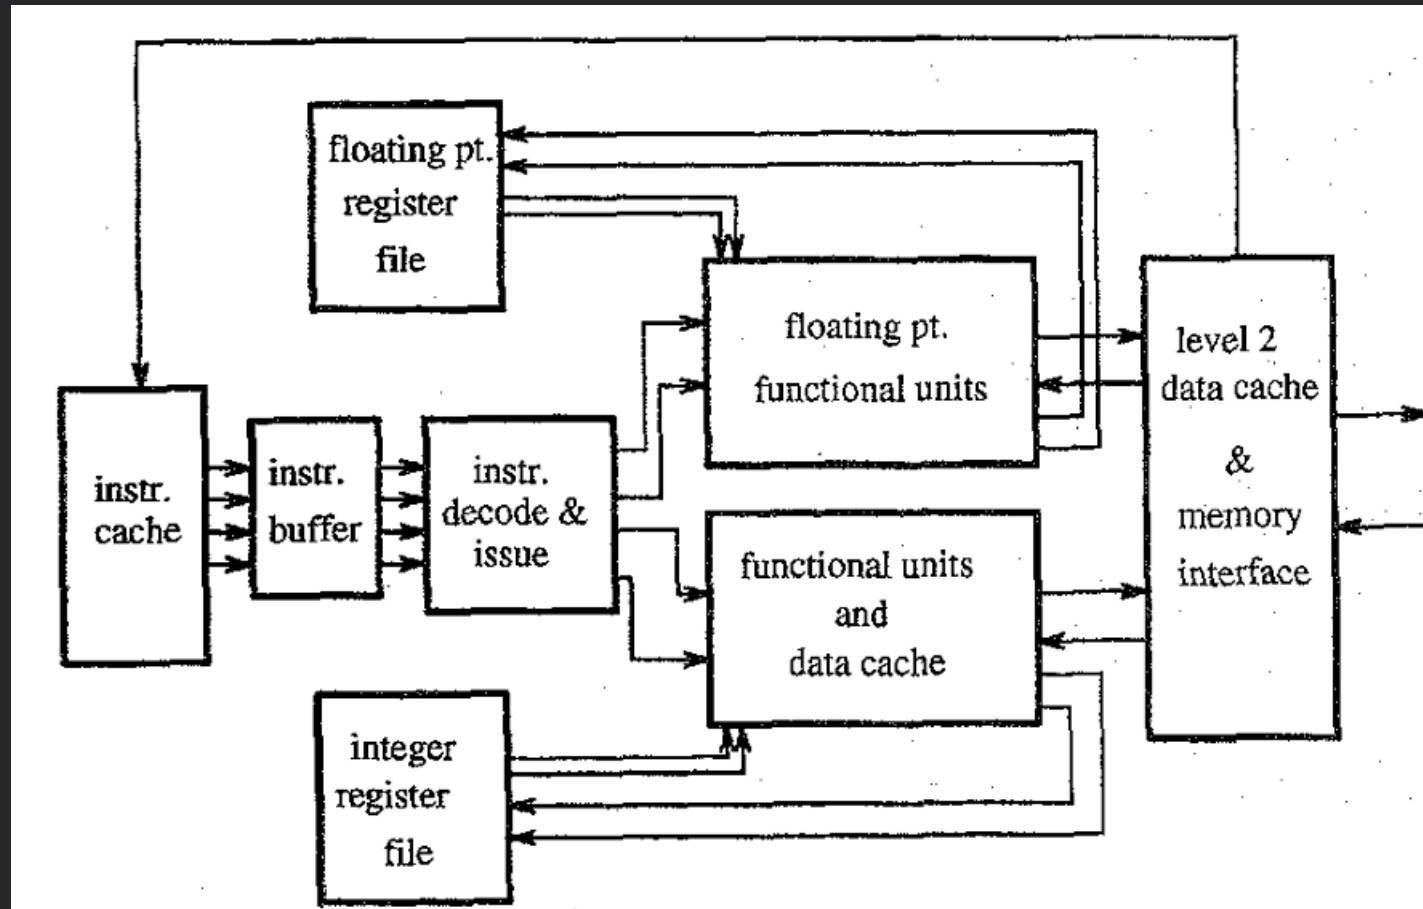 floating pt.
register
file
floating pt.
functional units
level 2
data cache
&
memory
interface
instr.
cache
instr.
buffer
instr.
decode &
issue
functional units
and
data cache
integer
register
file